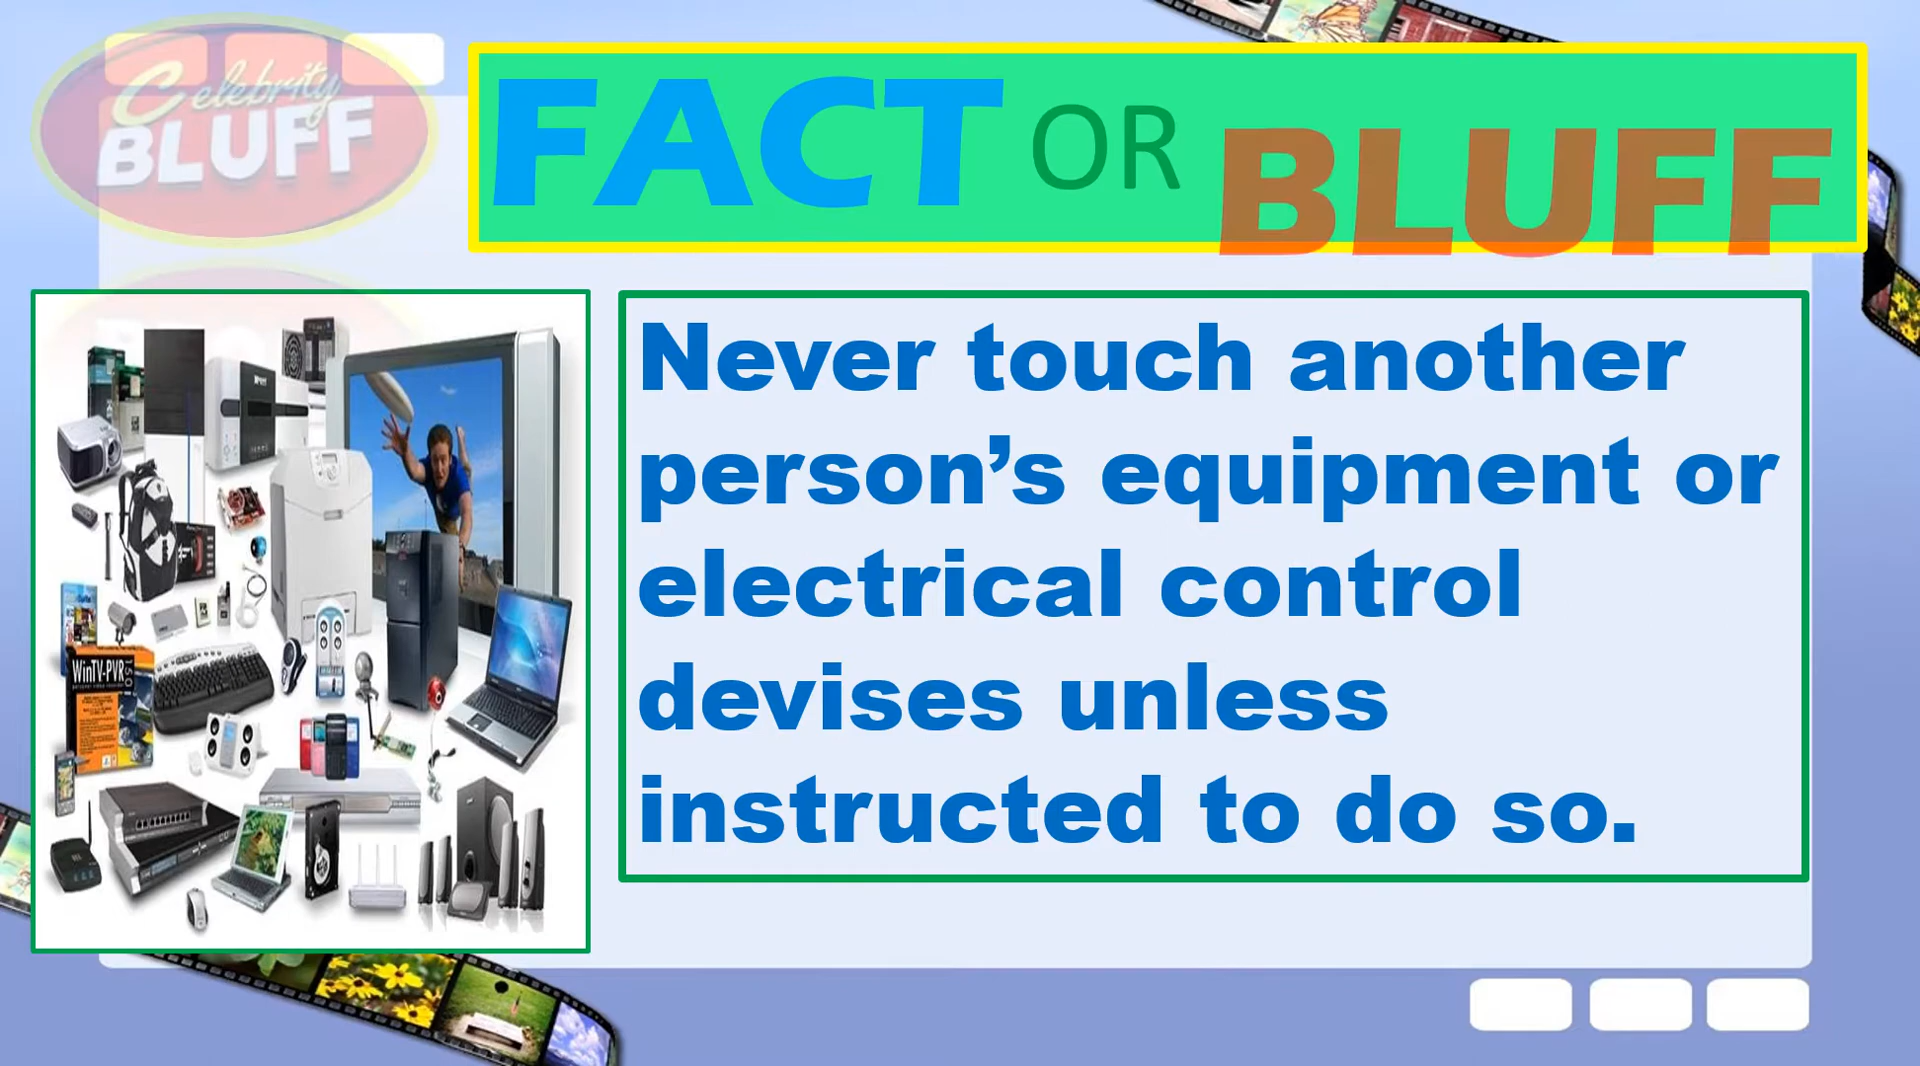 Celebrity
BLUFF
FACT OR BLUFF
Never touch another
person’s equipment or
electrical control
devises unless
instructed to do so.
WinTV-PVR
150